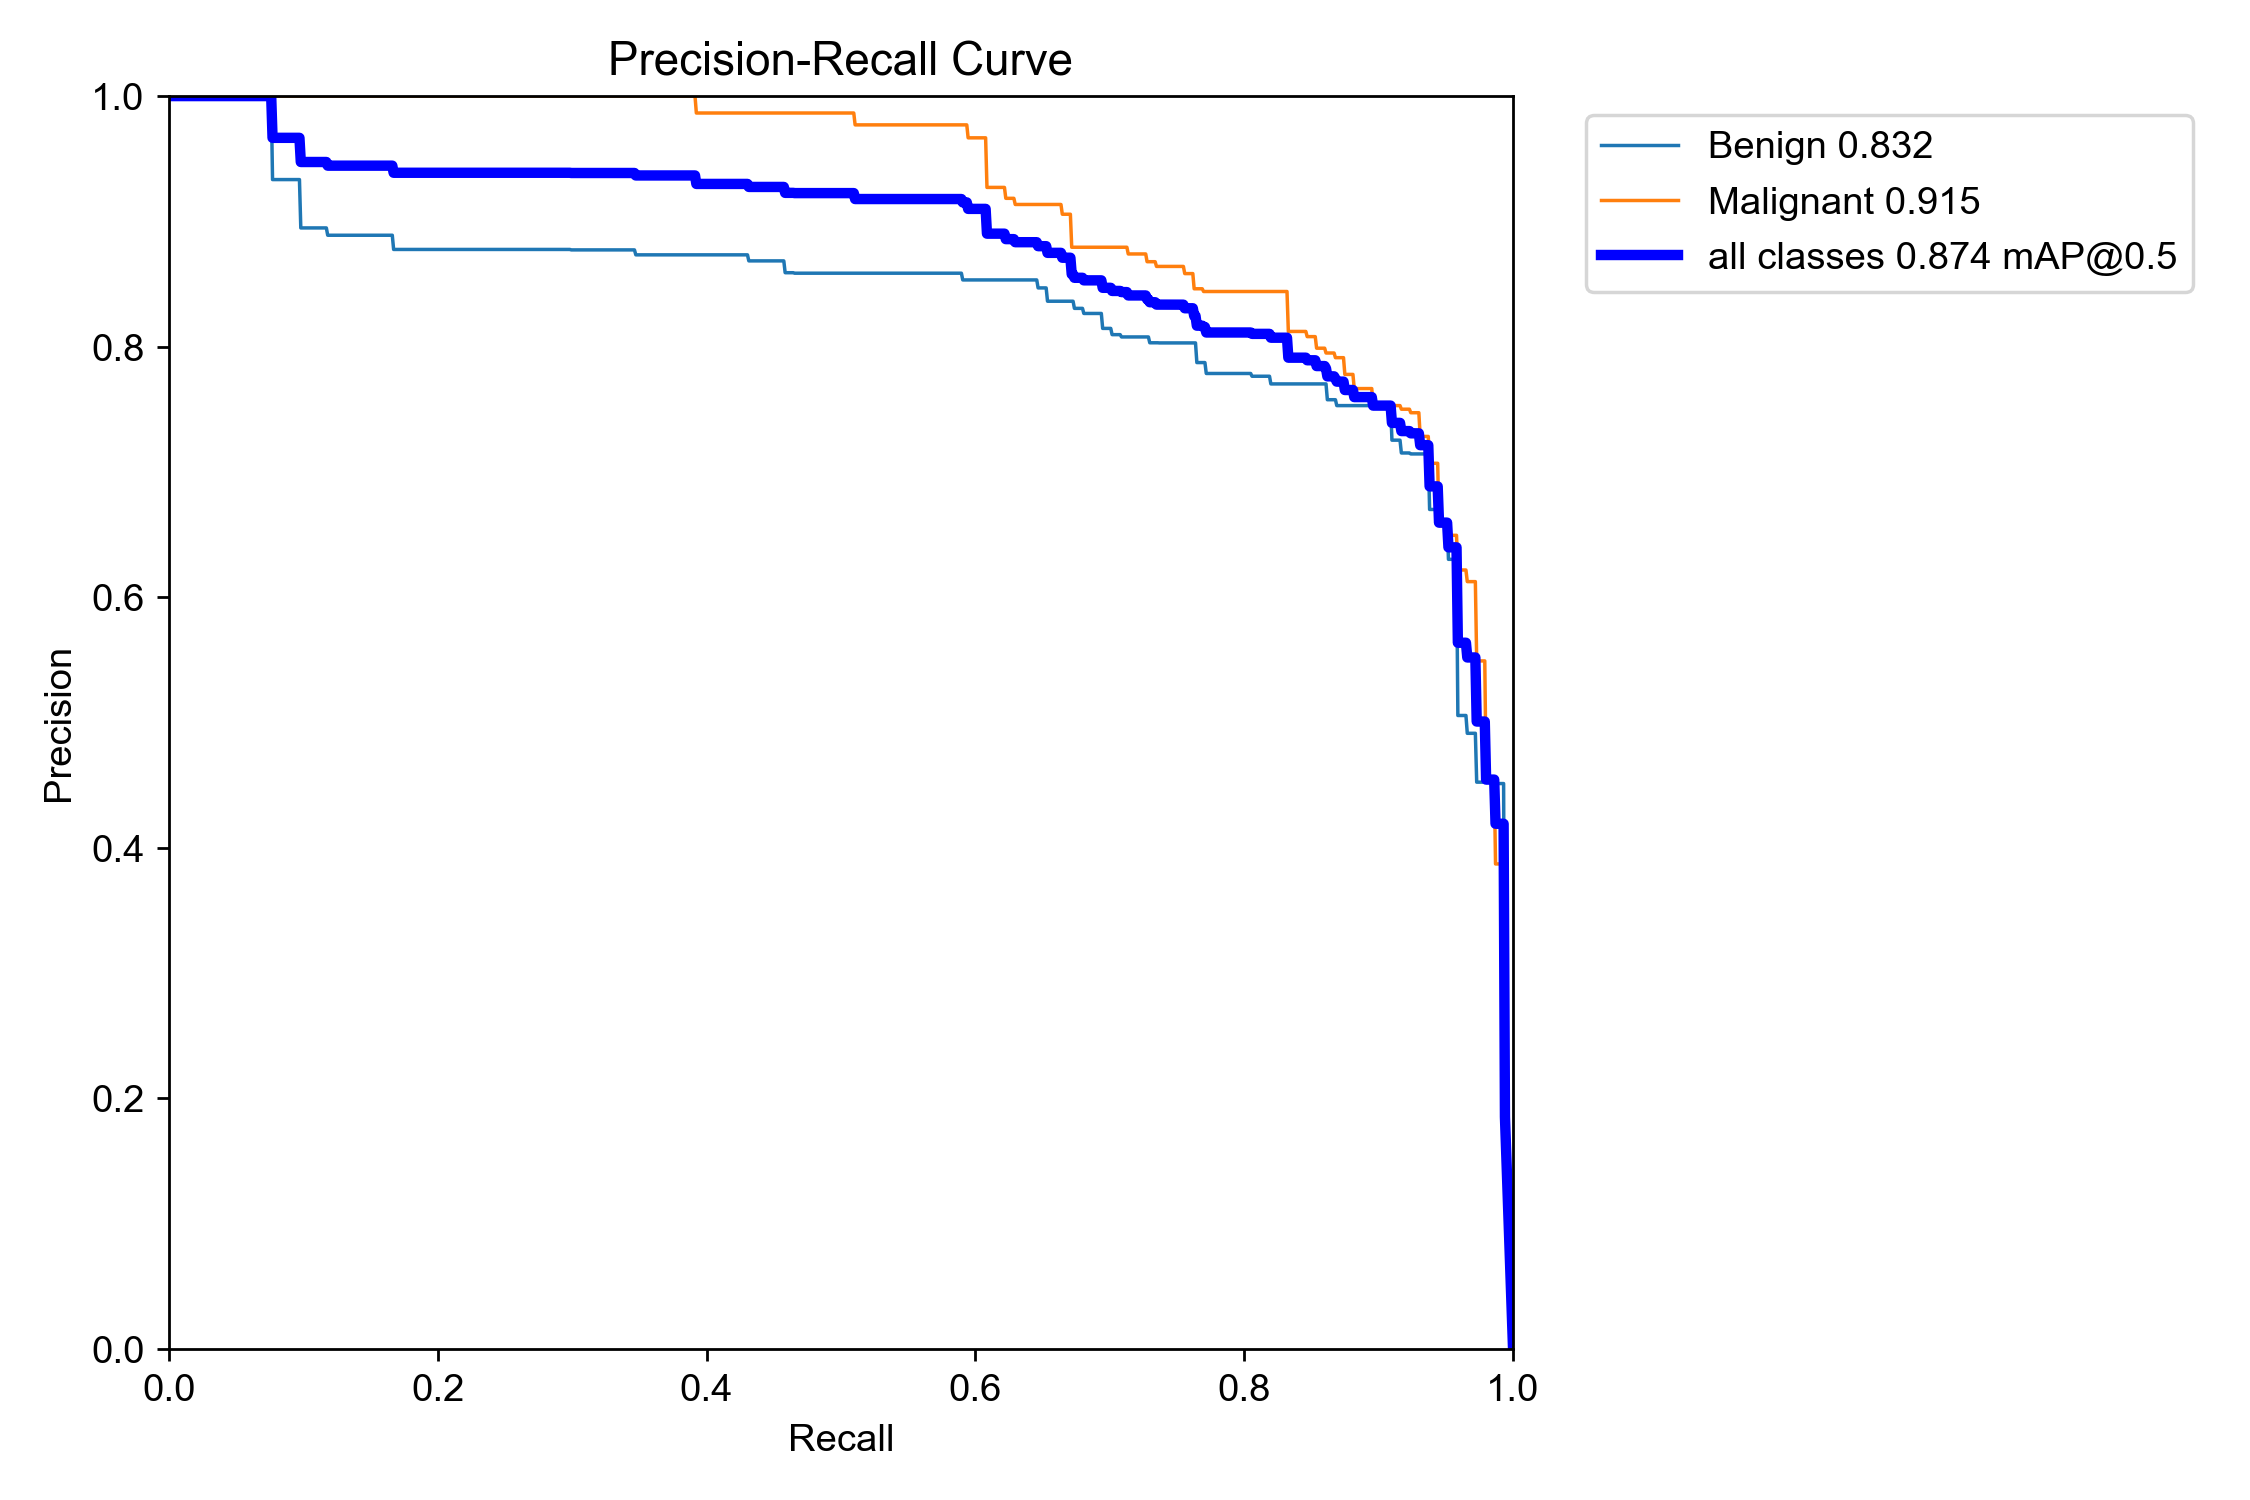 Precision-Recall Curve
1.0
0.8
0.6
0.4
0.2
0.0
Precision
0.0 0.2 0.4 0.6 0.8 1.0
Recall
Benign 0.832
Malignant 0.915
all classes 0.874 mAP@0.5